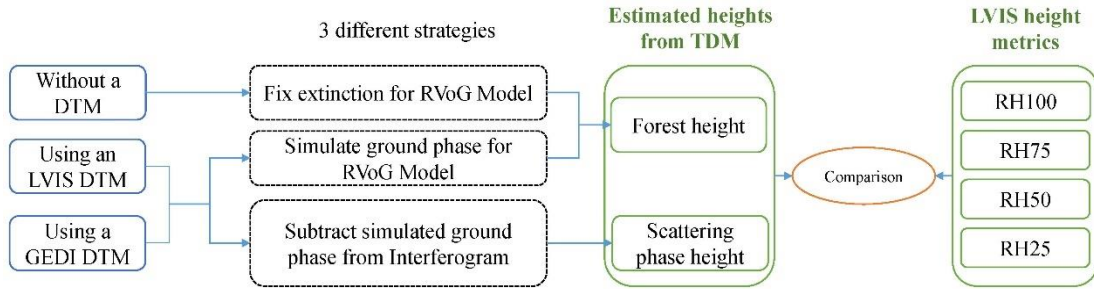 3 different strategies
Estimated heights
from TDM
LVIS height
metrics
Without a
DTM
Using an
LVIS DTM
Using a
GEDI DTM
Fix extinction for RVoG Model
Simulate ground phase for
RVoG Model
Subtract simulated ground
phase from Interferogram
Forest height
Scattering
phase height
Comparison
RH100
RH75
RH50
RH25